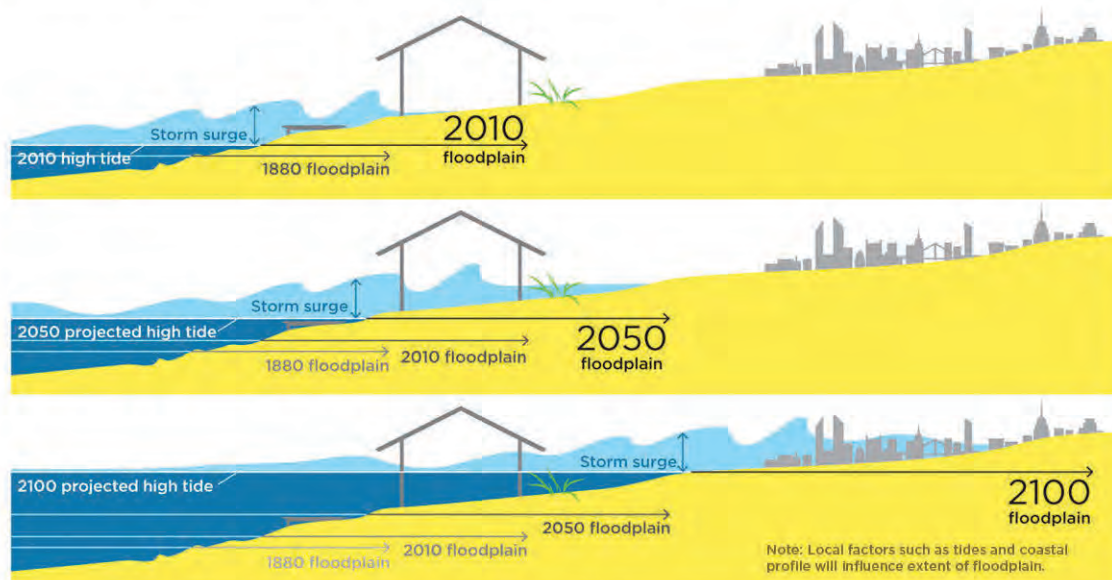 Storm surge
2010 high tide
2010
floodplain
1880 floodplain
Storm surge
2050 projected high tide
2050
floodplain
2010 floodplain
1880 floodplain
Storm surge
2100 projected high tide
2100
floodplain
2050 floodplain
2010 floodplain
1880 floodplain
Note: Local factors such as tides and coastal
profile will influence extent of floodplain.